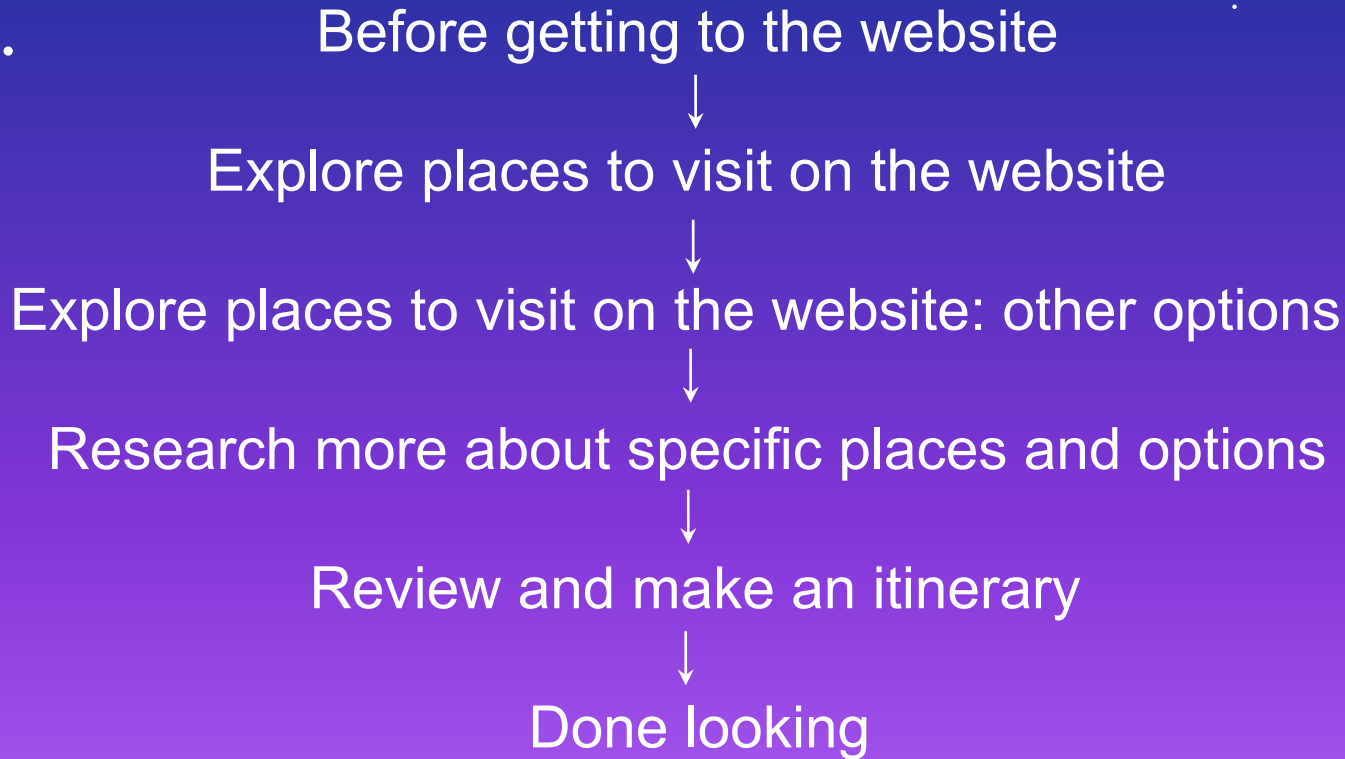 Before getting to the website
Explore places to visit on the website
Explore places to visit on the website: other options
Research more about specific places and options
Review and make an itinerary
Done looking